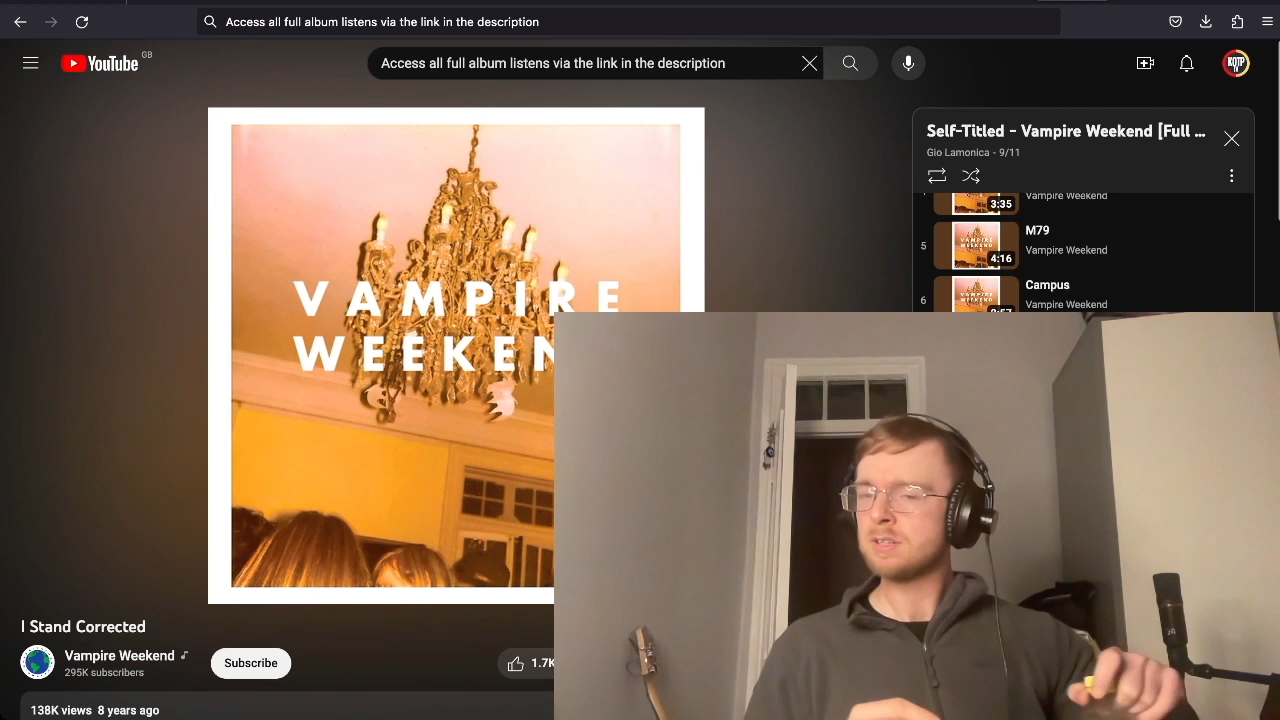 Access all full album listens via the link in the description
YouTube GB
Access all full album listens via the link in the description
VAMPIRE
WEEKEN
Self-Titled - Vampire Weekend [Full ...
Gio Lamonica - 9/11
3:35
Vampire Weekend
5
4:16
M79
Vampire Weekend
6
Campus
Vampire Weekend
I Stand Corrected
Vampire Weekend
295K subscribers
Subscribe
1.7K
138K views 8 years ago